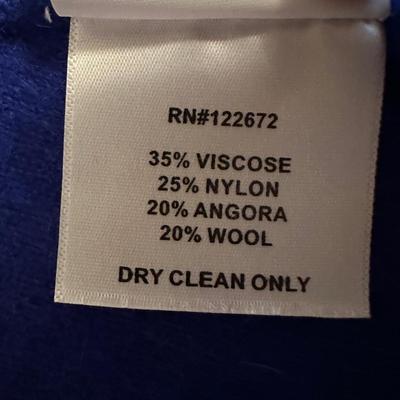 RN#122672
35% VISCOSE
25% NYLON
20% ANGORA
20% WOOL
DRY CLEAN ONLY